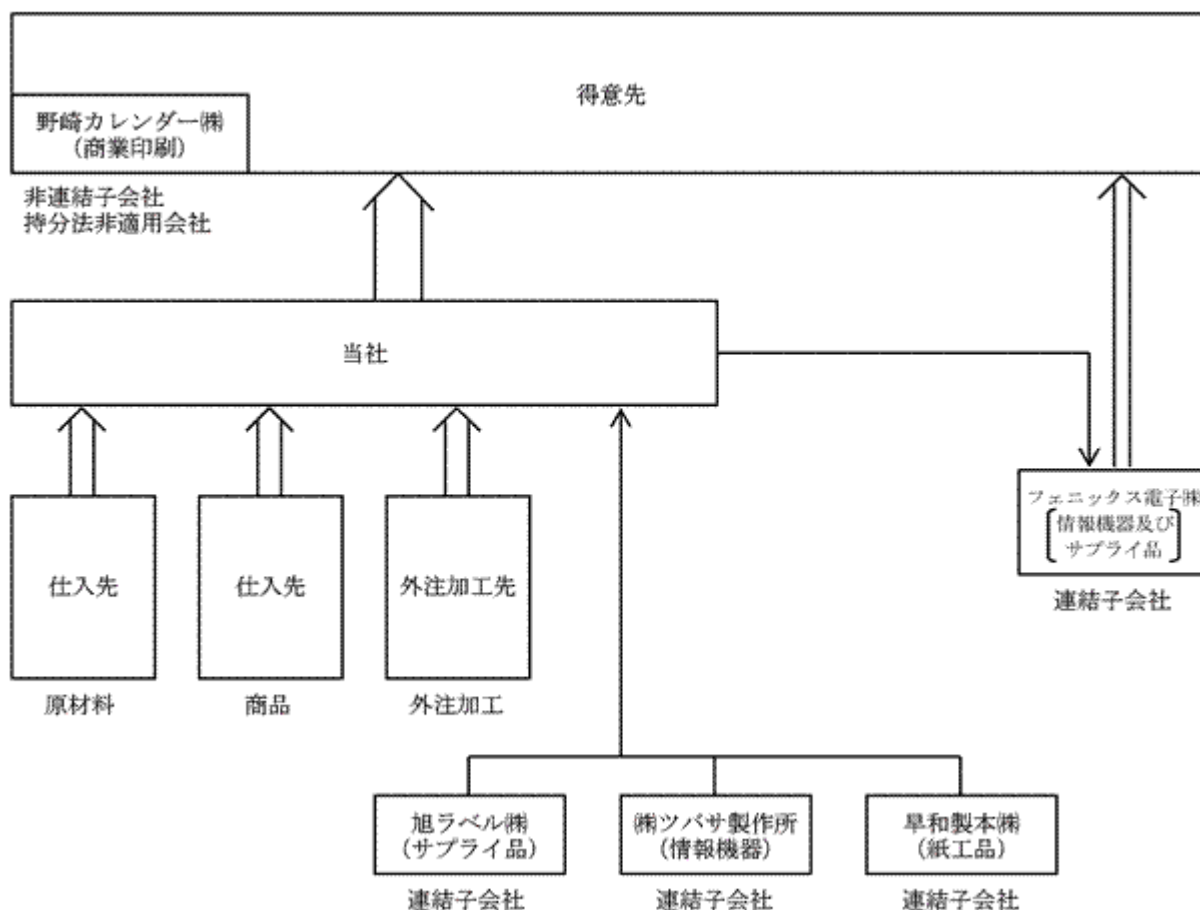 得意先
野崎カレンダー㈱
(商業印刷)
非連結子会社
持分法非適用会社
当社
フェニックス電子㈱
情報機器及び
サプライ品
連結子会社
仕入先
仕入先
外注加工先
原材料
商品
外注加工
旭ラベル㈱
(サプライ品)
連結子会社
㈱ツバサ製作所
(情報機器)
連結子会社
早和製本㈱
(紙工品)
連結子会社